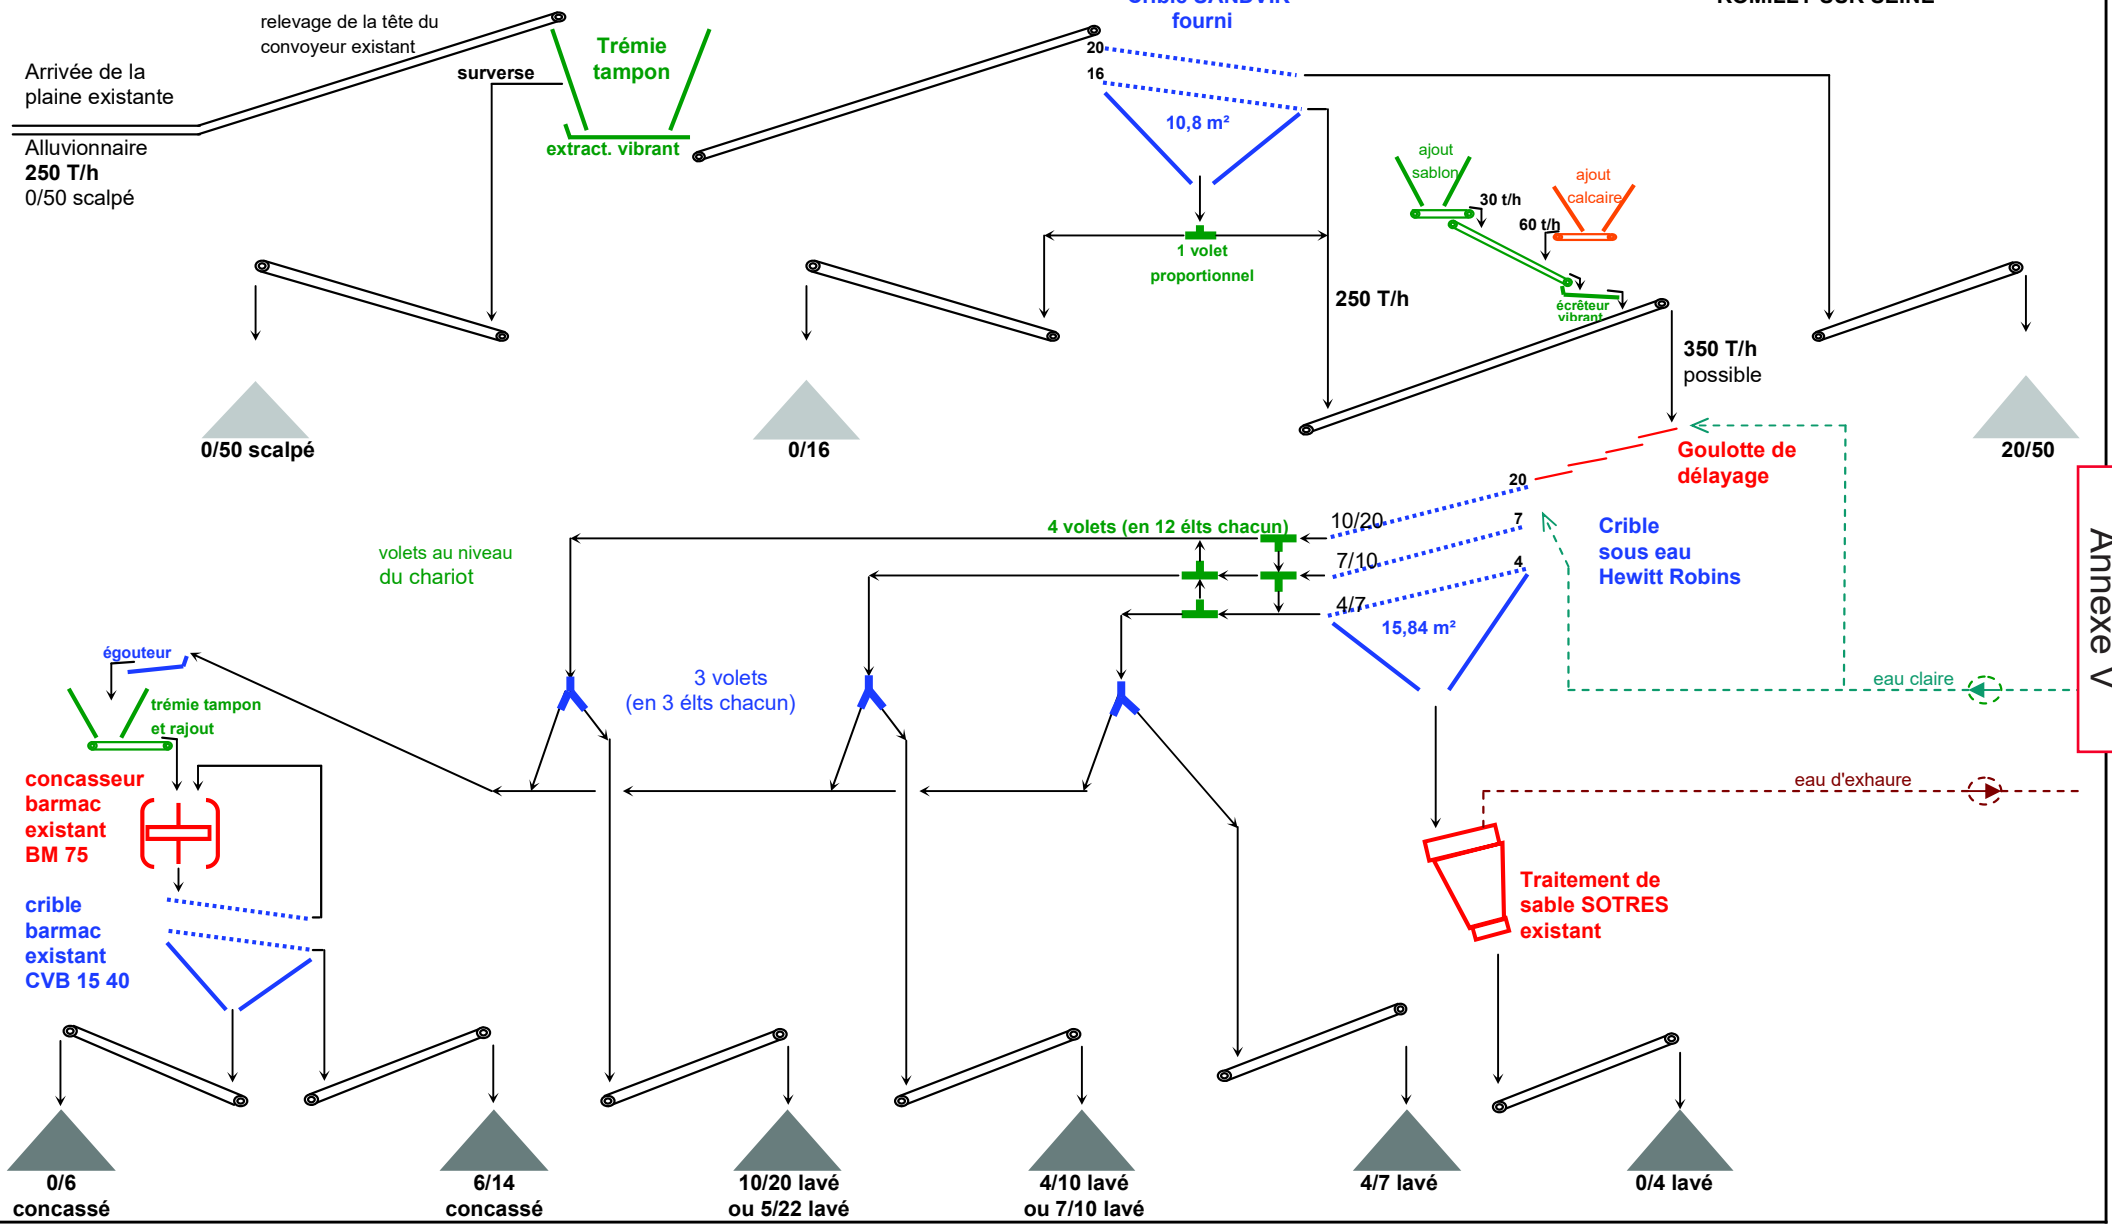 relevage de la tête du
convoyeur existant
Arrivée de la
plaine existante
Alluvionnaire
250 T/h
0/50 scalpé
surverse
Trémie
tampon
extract. vibrant
Crible SANDVIK
fourni
ROMILLY SUR SEINE
20
16
10,8 m²
1 volet
proportionnel
250 T/h
ajout
sablon
30 t/h
ajout
calcaire
60 t/h
écrêteur
vibrant
350 T/h
possible
0/50 scalpé
0/16
20/50
Goulotte de
délayage
20
7
4
Crible
sous eau
Hewitt Robins
10/20
7/10
4/7
15,84 m²
4 volets (en 12 élts chacun)
volets au niveau
du chariot
3 volets
(en 3 élts chacun)
égouteur
trémie tampon
et rajout
concasseur
barmac
existant
BM 75
crible
barmac
existant
CVB 15 40
eau claire
eau d'exhaure
Annexe V
Traitement de
sable SOTRES
existant
0/6
concassé
6/14
concassé
10/20 lavé
ou 5/22 lavé
4/10 lavé
ou 7/10 lavé
4/7 lavé
0/4 lavé